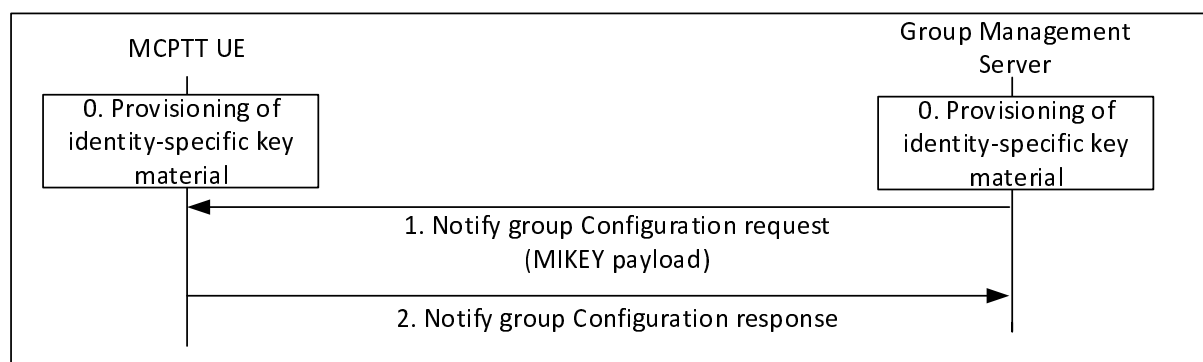 MCPTT UE
Group Management
Server
0. Provisioning of
identity-specific key
material
0. Provisioning of
identity-specific key
material
1. Notify group Configuration request
(MIKEY payload)
2. Notify group Configuration response